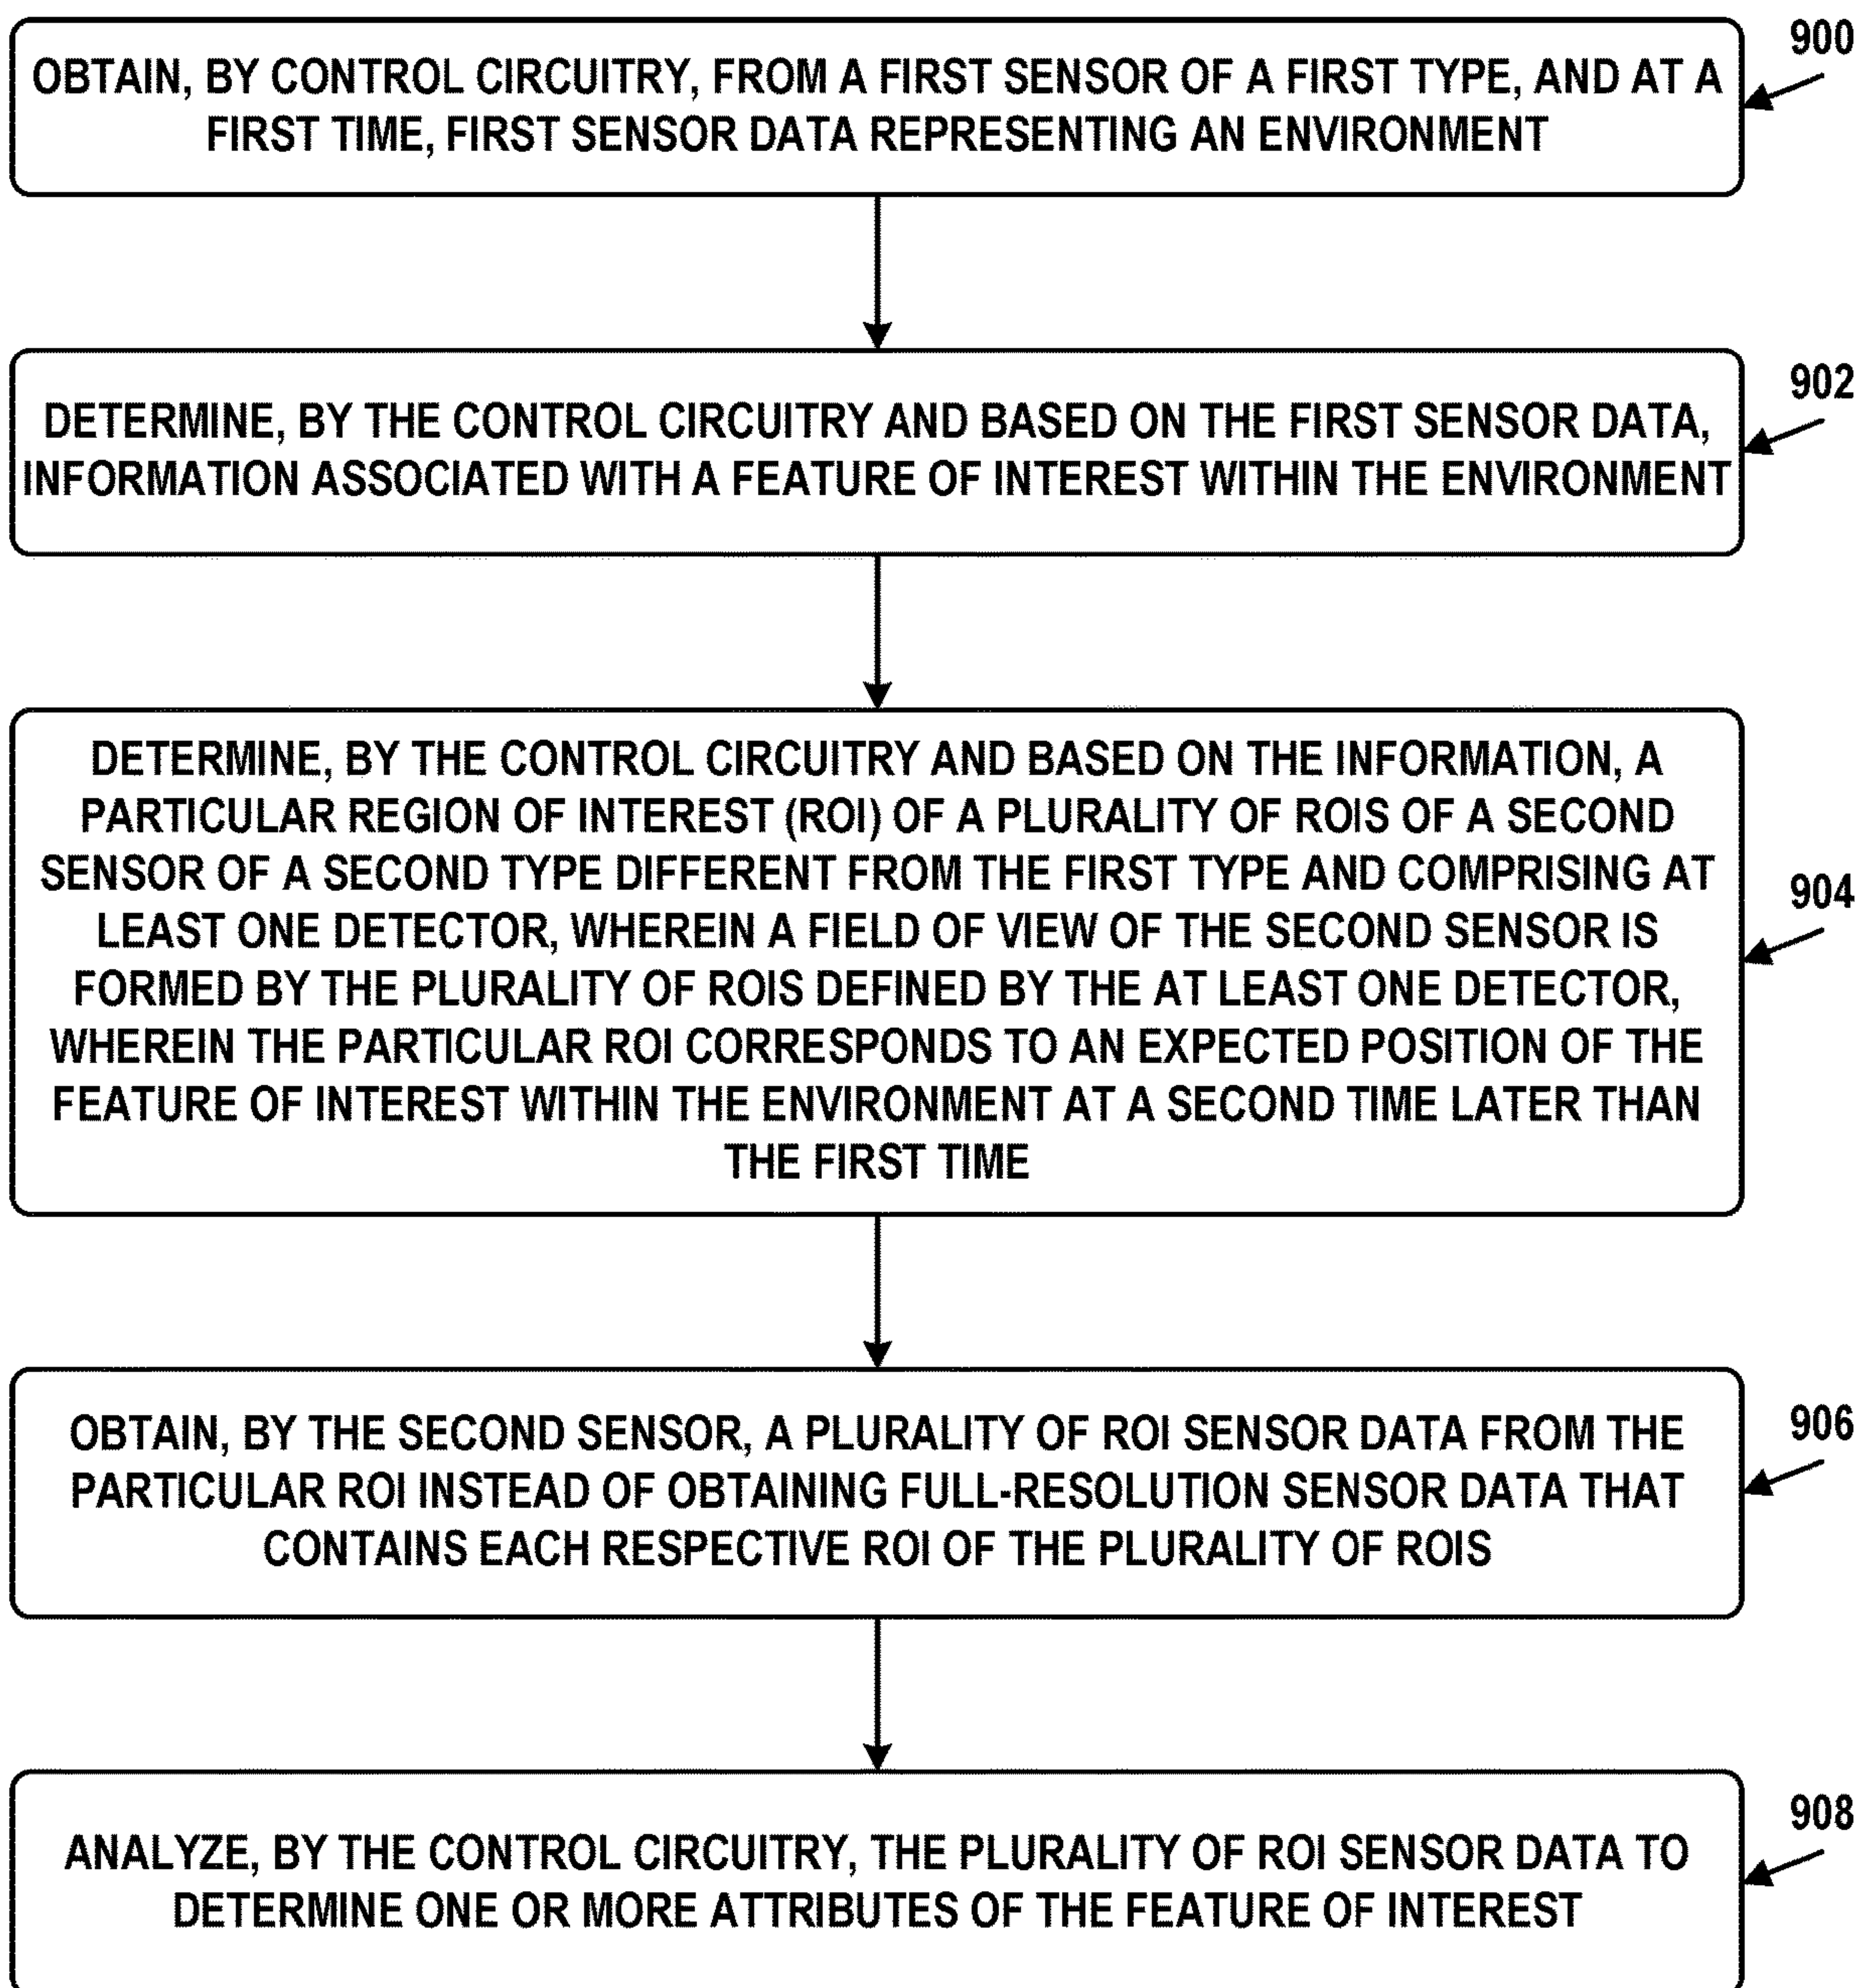 900
OBTAIN, BY CONTROL CIRCUITRY, FROM A FIRST SENSOR OF A FIRST TYPE, AND AT A
FIRST TIME, FIRST SENSOR DATA REPRESENTING AN ENVIRONMENT
902
DETERMINE, BY THE CONTROL CIRCUITRY AND BASED ON THE FIRST SENSOR DATA,
INFORMATION ASSOCIATED WITH A FEATURE OF INTEREST WITHIN THE ENVIRONMENT
904
DETERMINE, BY THE CONTROL CIRCUITRY AND BASED ON THE INFORMATION, A
PARTICULAR REGION OF INTEREST (ROI) OF A PLURALITY OF ROIS OF A SECOND
SENSOR OF A SECOND TYPE DIFFERENT FROM THE FIRST TYPE AND COMPRISING AT
LEAST ONE DETECTOR, WHEREIN A FIELD OF VIEW OF THE SECOND SENSOR IS
FORMED BY THE PLURALITY OF ROIS DEFINED BY THE AT LEAST ONE DETECTOR,
WHEREIN THE PARTICULAR ROI CORRESPONDS TO AN EXPECTED POSITION OF THE
FEATURE OF INTEREST WITHIN THE ENVIRONMENT AT A SECOND TIME LATER THAN
THE FIRST TIME
906
OBTAIN, BY THE SECOND SENSOR, A PLURALITY OF ROI SENSOR DATA FROM THE
PARTICULAR ROI INSTEAD OF OBTAINING FULL-RESOLUTION SENSOR DATA THAT
CONTAINS EACH RESPECTIVE ROI OF THE PLURALITY OF ROIS
908
ANALYZE, BY THE CONTROL CIRCUITRY, THE PLURALITY OF ROI SENSOR DATA TO
DETERMINE ONE OR MORE ATTRIBUTES OF THE FEATURE OF INTEREST